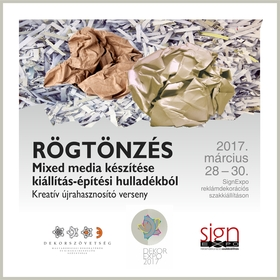 RÖGTÖNZÉS
Mixed media készítése
kiállítás-építési hulladékból
Kreatív újrahasznosító verseny
2017.
március
28 – 30.
SignExpo
reklámdekorációs
szakkiállításon
DEKORSZÖVETSÉG
DEKOR
EXPO
2017
sign
EXPO